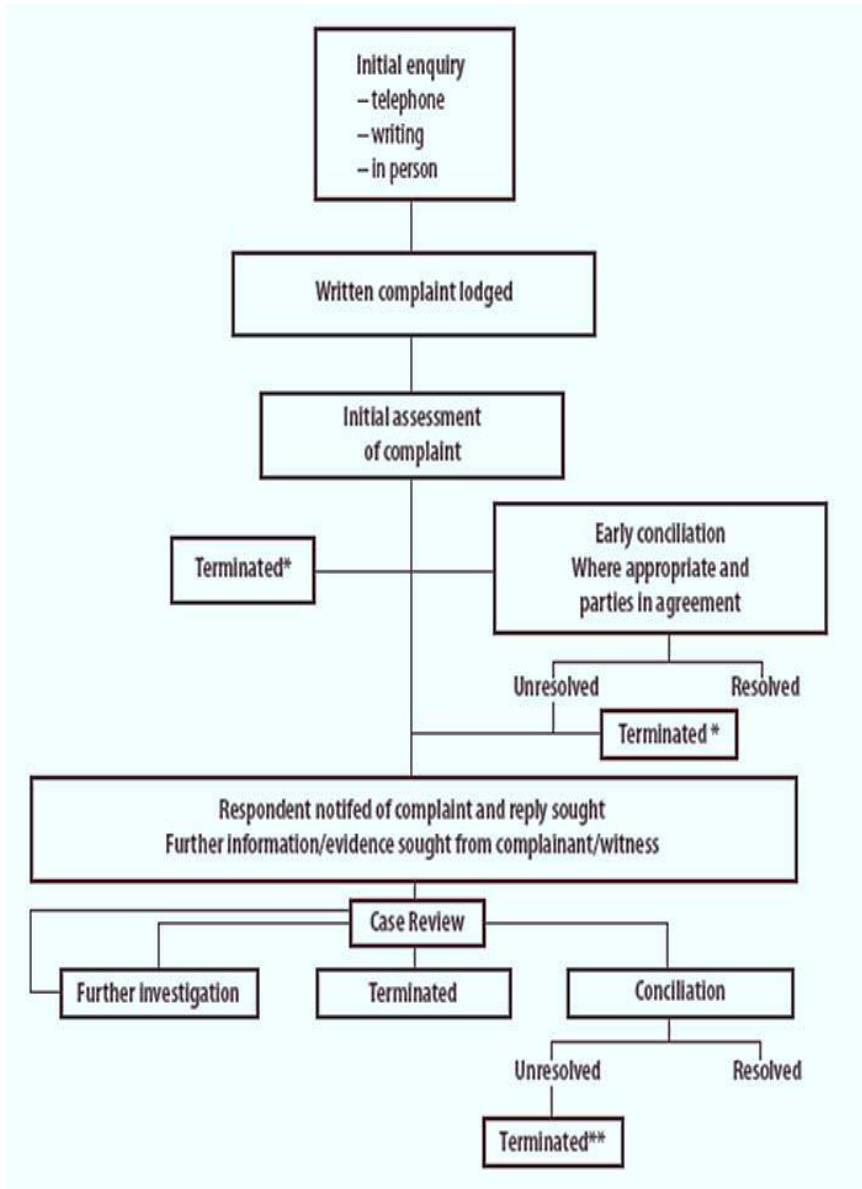 Initial enquiry
– telephone
– writing
– in person
Written complaint lodged
Initial assessment
of complaint
Terminated*
Early conciliation
Where appropriate and
parties in agreement
Unresolved
Resolved
Terminated *
Respondent notifed of complaint and reply sought
Further information/evidence sought from complainant/witness
Case Review
Further investigation
Terminated
Conciliation
Unresolved
Resolved
Terminated**